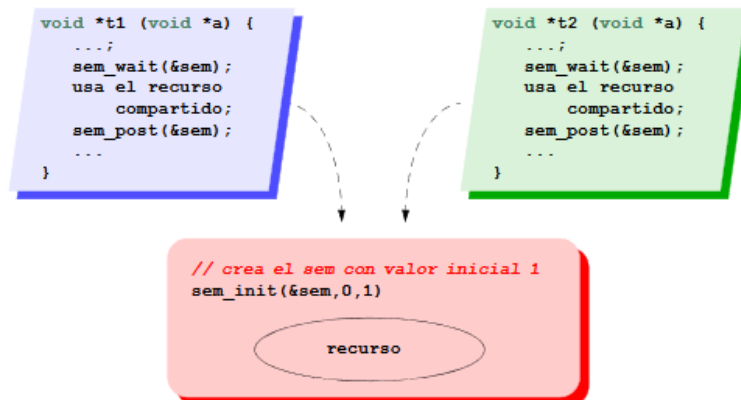 void *t1 (void *a) {
...;
sem_wait(&sem);
usa el recurso
compartido;
sem_post(&sem);
...
}
void *t2 (void *a) {
...;
sem_wait(&sem);
usa el recurso
compartido;
sem_post(&sem);
...
}
// crea el sem con valor inicial 1
sem_init(&sem,0,1)
recurso